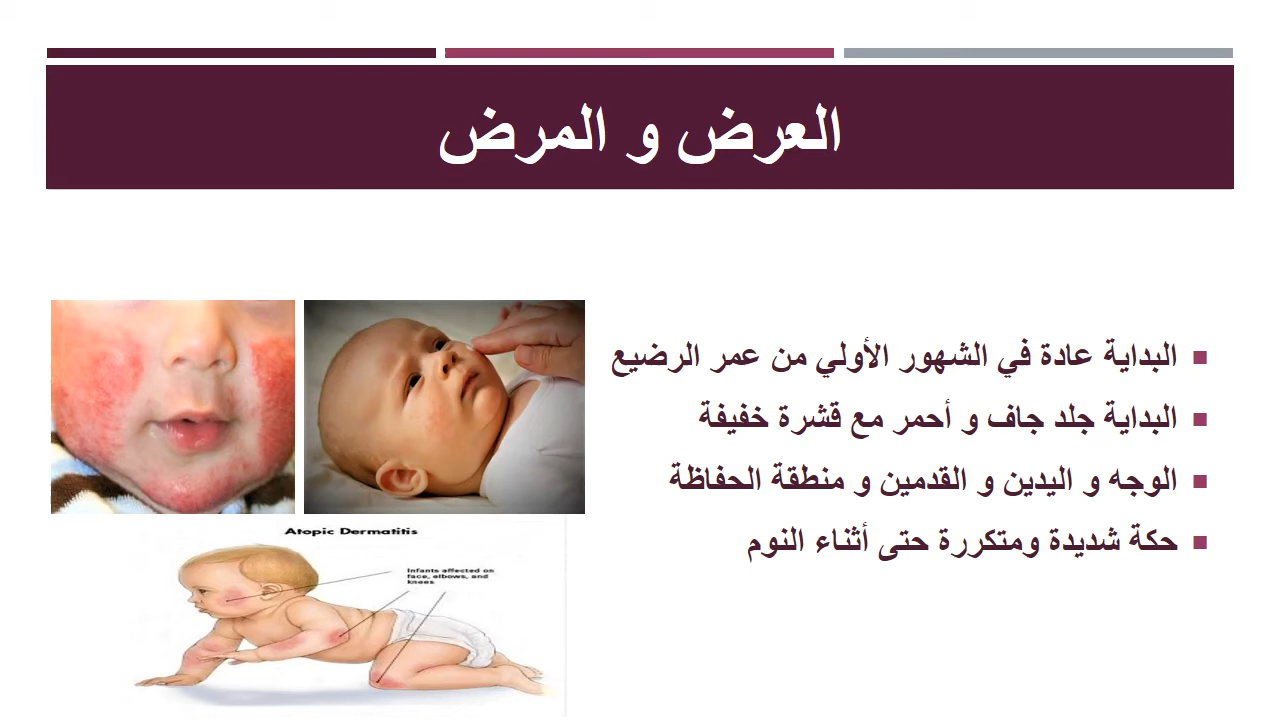 العرض و المرض
البداية عادة في الشهور الأولي من عمر الرضيع
البداية جلد جاف و أحمر مع قشرة خفيفة
الوجه و اليدين و القدمين و منطقة الحفاظة
حكة شديدة ومتكررة حتى أثناء النوم
Atopic Dermatitis
Infants affected on
face, elbows, and
knees